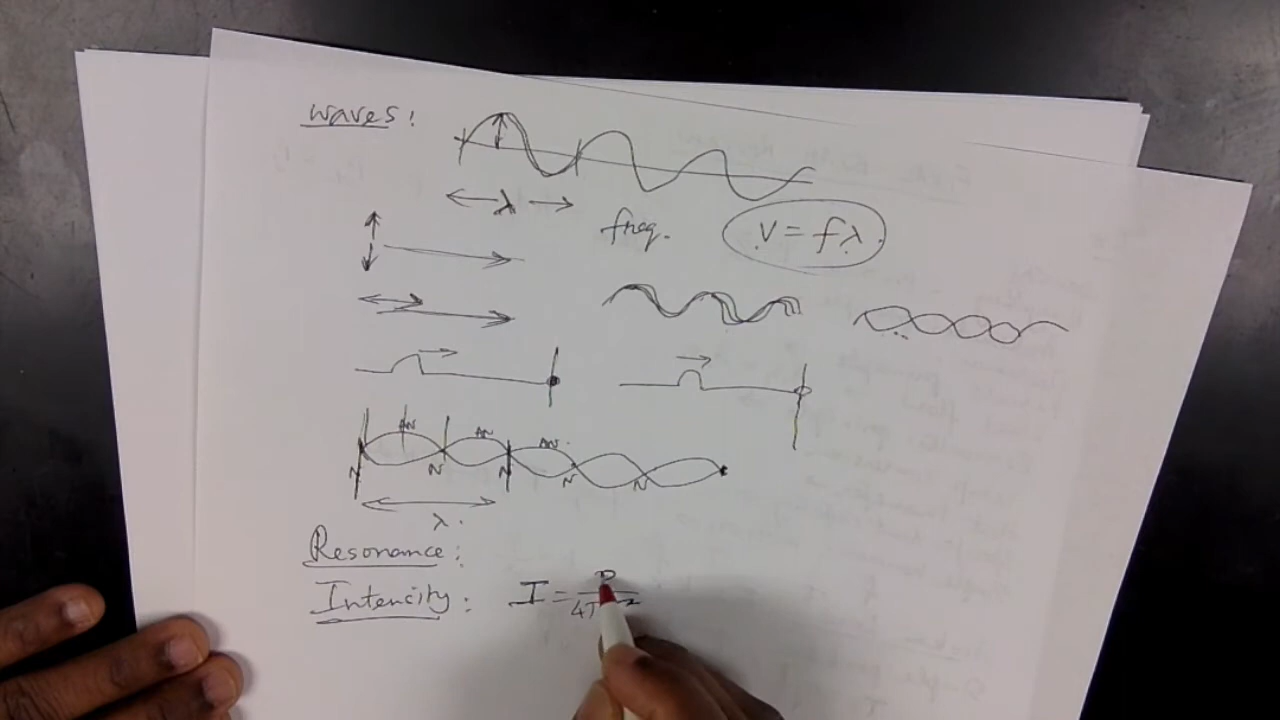 waves:
λ
freq.
v = fλ
AN AN AN
N N N N N
λ.
Resonance:
Intencity: I =